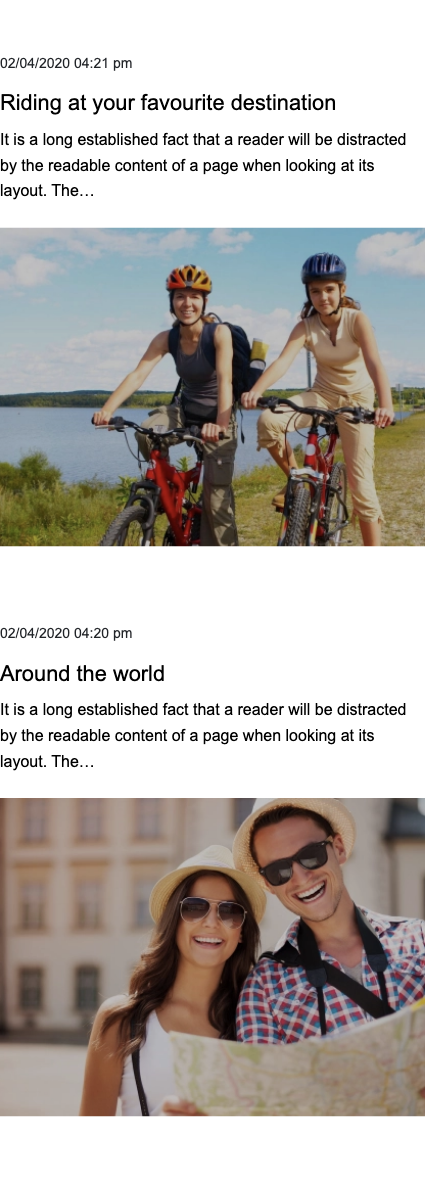 02/04/2020 04:21 pm
Riding at your favourite destination
It is a long established fact that a reader will be distracted
by the readable content of a page when looking at its
layout. The…
02/04/2020 04:20 pm
Around the world
It is a long established fact that a reader will be distracted
by the readable content of a page when looking at its
layout. The…